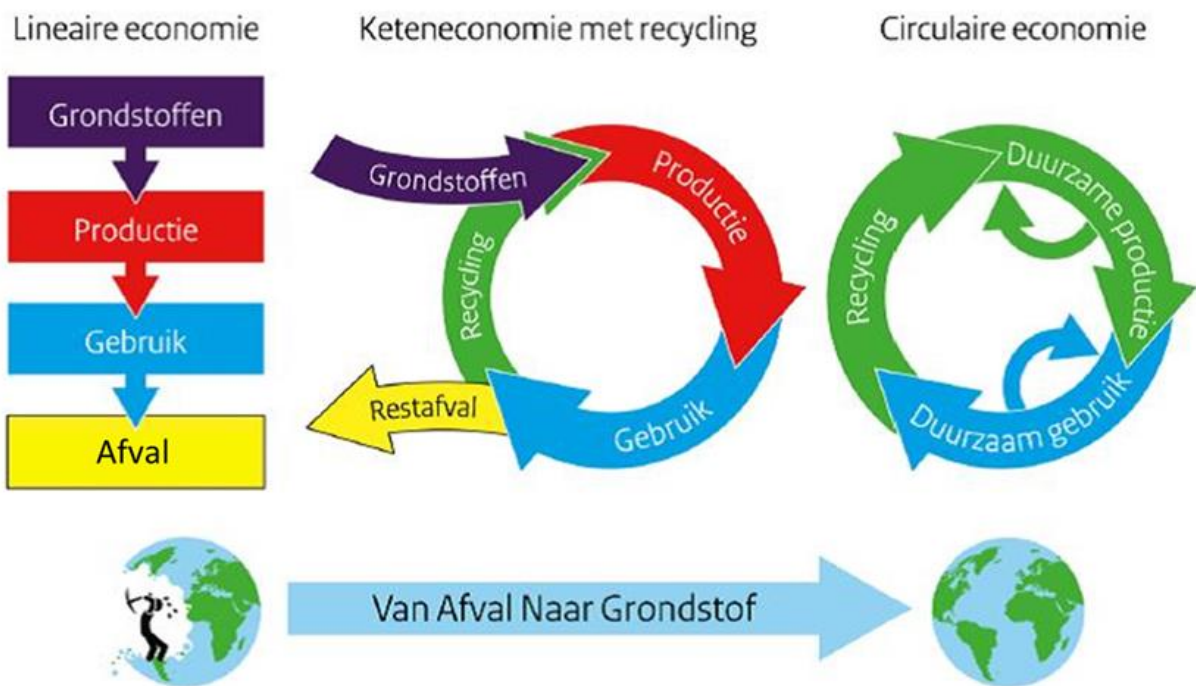 Lineaire economie
Grondstoffen
Productie
Gebruik
Afval
Keteneconomie met recycling
Grondstoffen
Productie
Recycling
Restafval
Gebruik
Circulaire economie
Duurzame productie
Recycling
Duurzaam gebruik
Van Afval Naar Grondstof